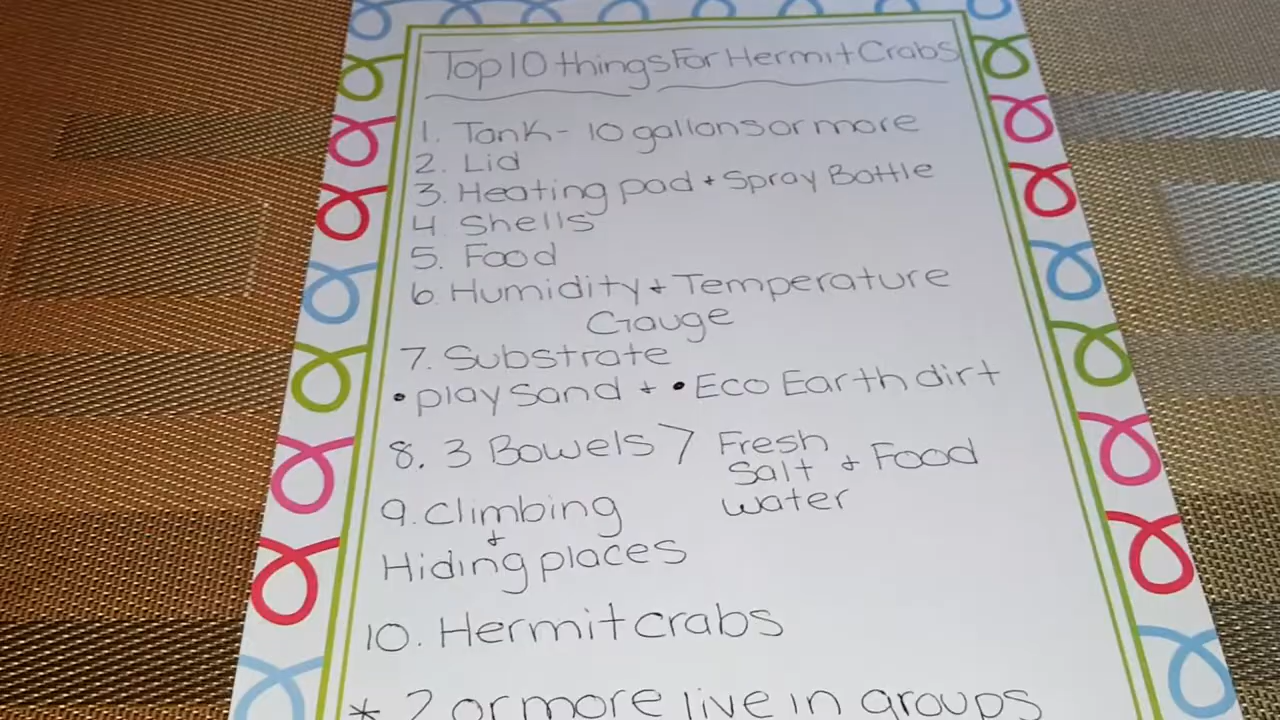 Top 10 things For Hermit Crabs
1. Tank - 10 gallons or more
2. Lid
3. Heating pad + Spray Bottle
4 Shells
5. Food
6. Humidity + Temperature
Gauge
7. Substrate
• play sand + • Eco Earth dirt
8. 3 Bowels > Fresh
Salt + Food
water
9. Climbing
+
Hiding places
10. Hermit crabs
* 2 or more live in groups